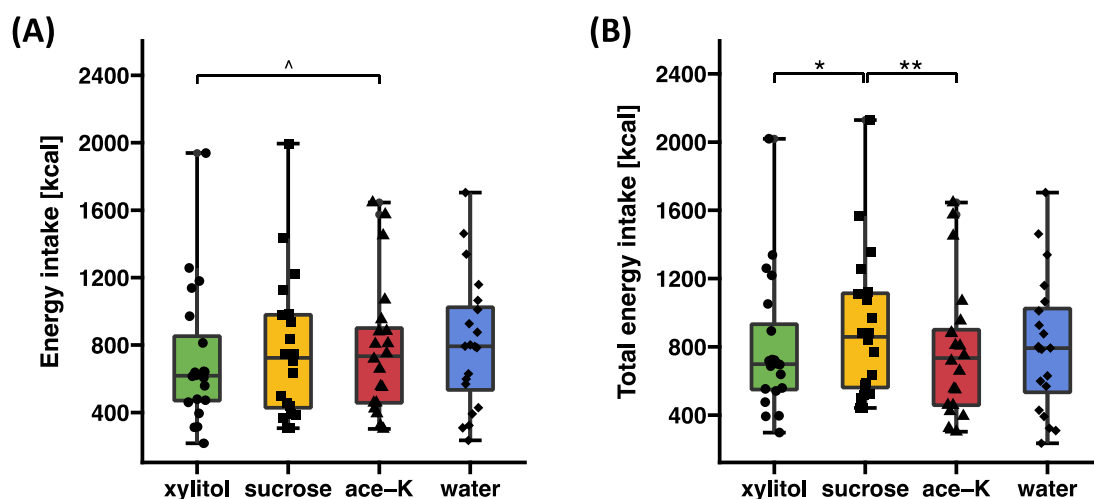 (A)
Energy intake [kcal]
2400
2000
1600
1200
800
400
^
xylitol sucrose ace–K water
(B)
Total energy intake [kcal]
2400
2000
1600
1200
800
400
* **
xylitol sucrose ace–K water